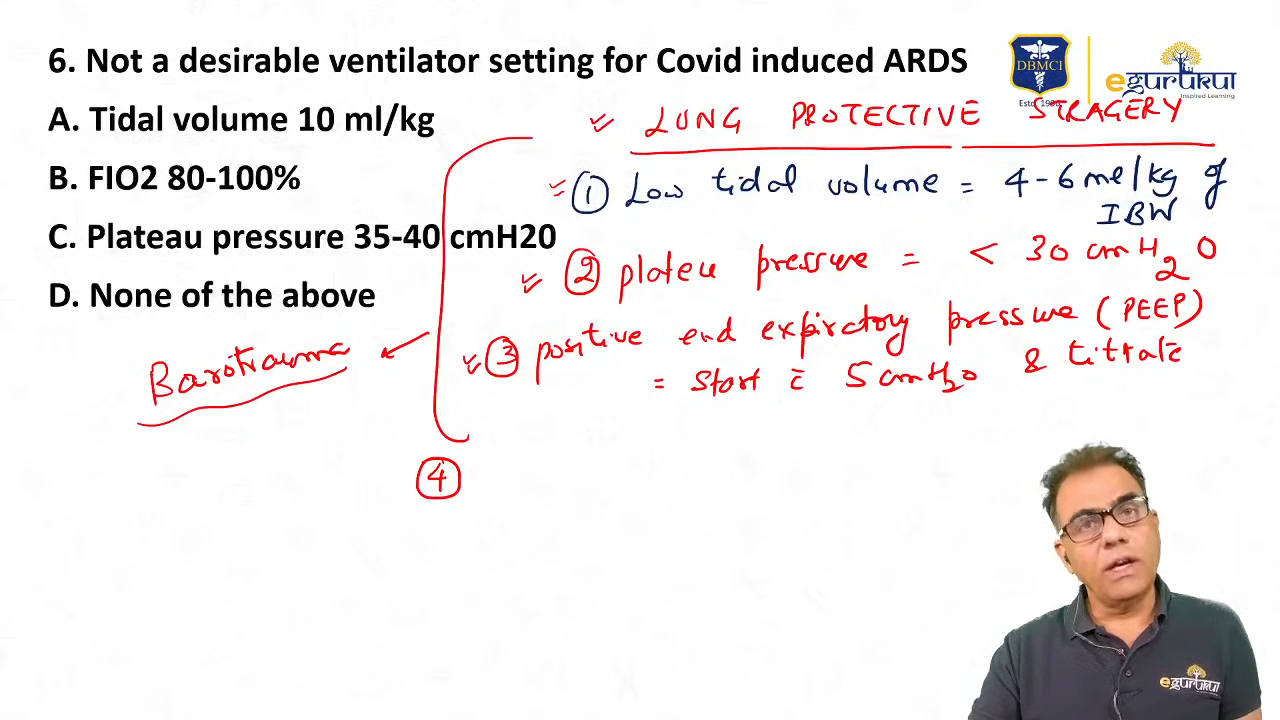 6. Not a desirable ventilator setting for Covid induced ARDS
DBMCI
Estd. 1990
egurukul
Inspired Learning
A. Tidal volume 10 ml/kg
B. FIO2 80-100%
C. Plateau pressure 35-40 cmH20
D. None of the above
LUNG PROTECTIVE STRAGERY
① Low tidal volume = 4-6 ml/kg of
IBW
② plateu pressure = < 30 cmH2O
③ positive end expiratory pressure (PEEP)
= start c̄ 5 cmH2O & titrate
Barotrauma
④
egurukul